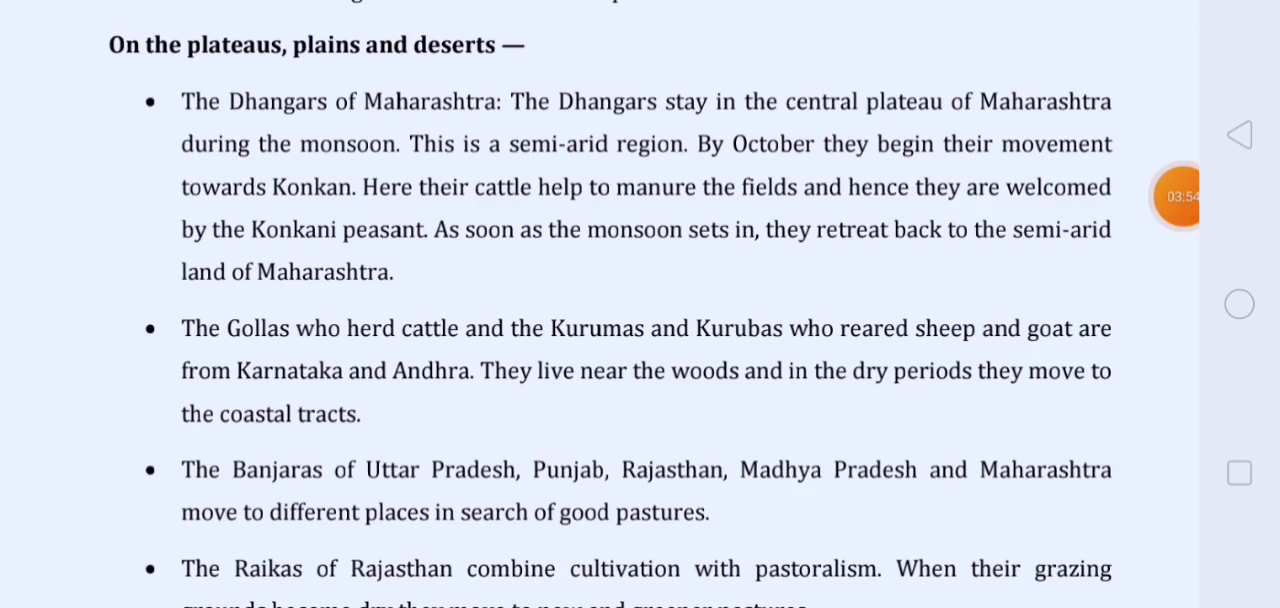 On the plateaus, plains and deserts —
• The Dhangars of Maharashtra: The Dhangars stay in the central plateau of Maharashtra
during the monsoon. This is a semi-arid region. By October they begin their movement
towards Konkan. Here their cattle help to manure the fields and hence they are welcomed
by the Konkani peasant. As soon as the monsoon sets in, they retreat back to the semi-arid
land of Maharashtra.
03:54
• The Gollas who herd cattle and the Kurumas and Kurubas who reared sheep and goat are
from Karnataka and Andhra. They live near the woods and in the dry periods they move to
the coastal tracts.
• The Banjaras of Uttar Pradesh, Punjab, Rajasthan, Madhya Pradesh and Maharashtra
move to different places in search of good pastures.
• The Raikas of Rajasthan combine cultivation with pastoralism. When their grazing